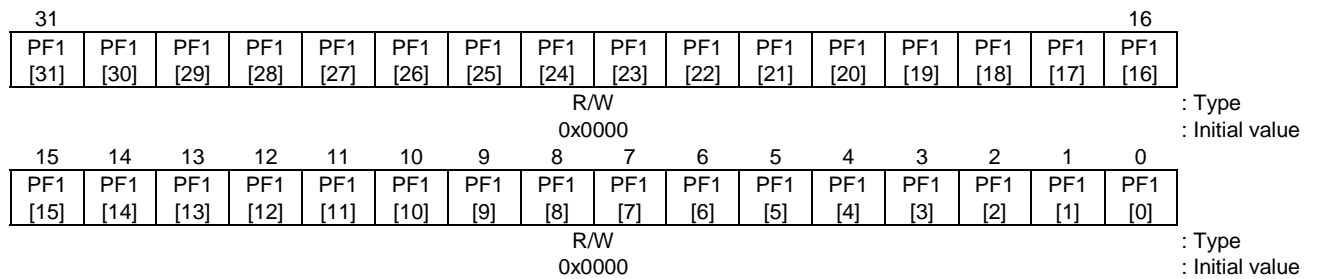 31 16
PF1 PF1 PF1 PF1 PF1 PF1 PF1 PF1 PF1 PF1 PF1 PF1 PF1 PF1 PF1 PF1
[31] [30] [29] [28] [27] [26] [25] [24] [23] [22] [21] [20] [19] [18] [17] [16]
R/W : Type
0x0000 : Initial value
15 14 13 12 11 10 9 8 7 6 5 4 3 2 1 0
PF1 PF1 PF1 PF1 PF1 PF1 PF1 PF1 PF1 PF1 PF1 PF1 PF1 PF1 PF1 PF1
[15] [14] [13] [12] [11] [10] [9] [8] [7] [6] [5] [4] [3] [2] [1] [0]
R/W : Type
0x0000 : Initial value